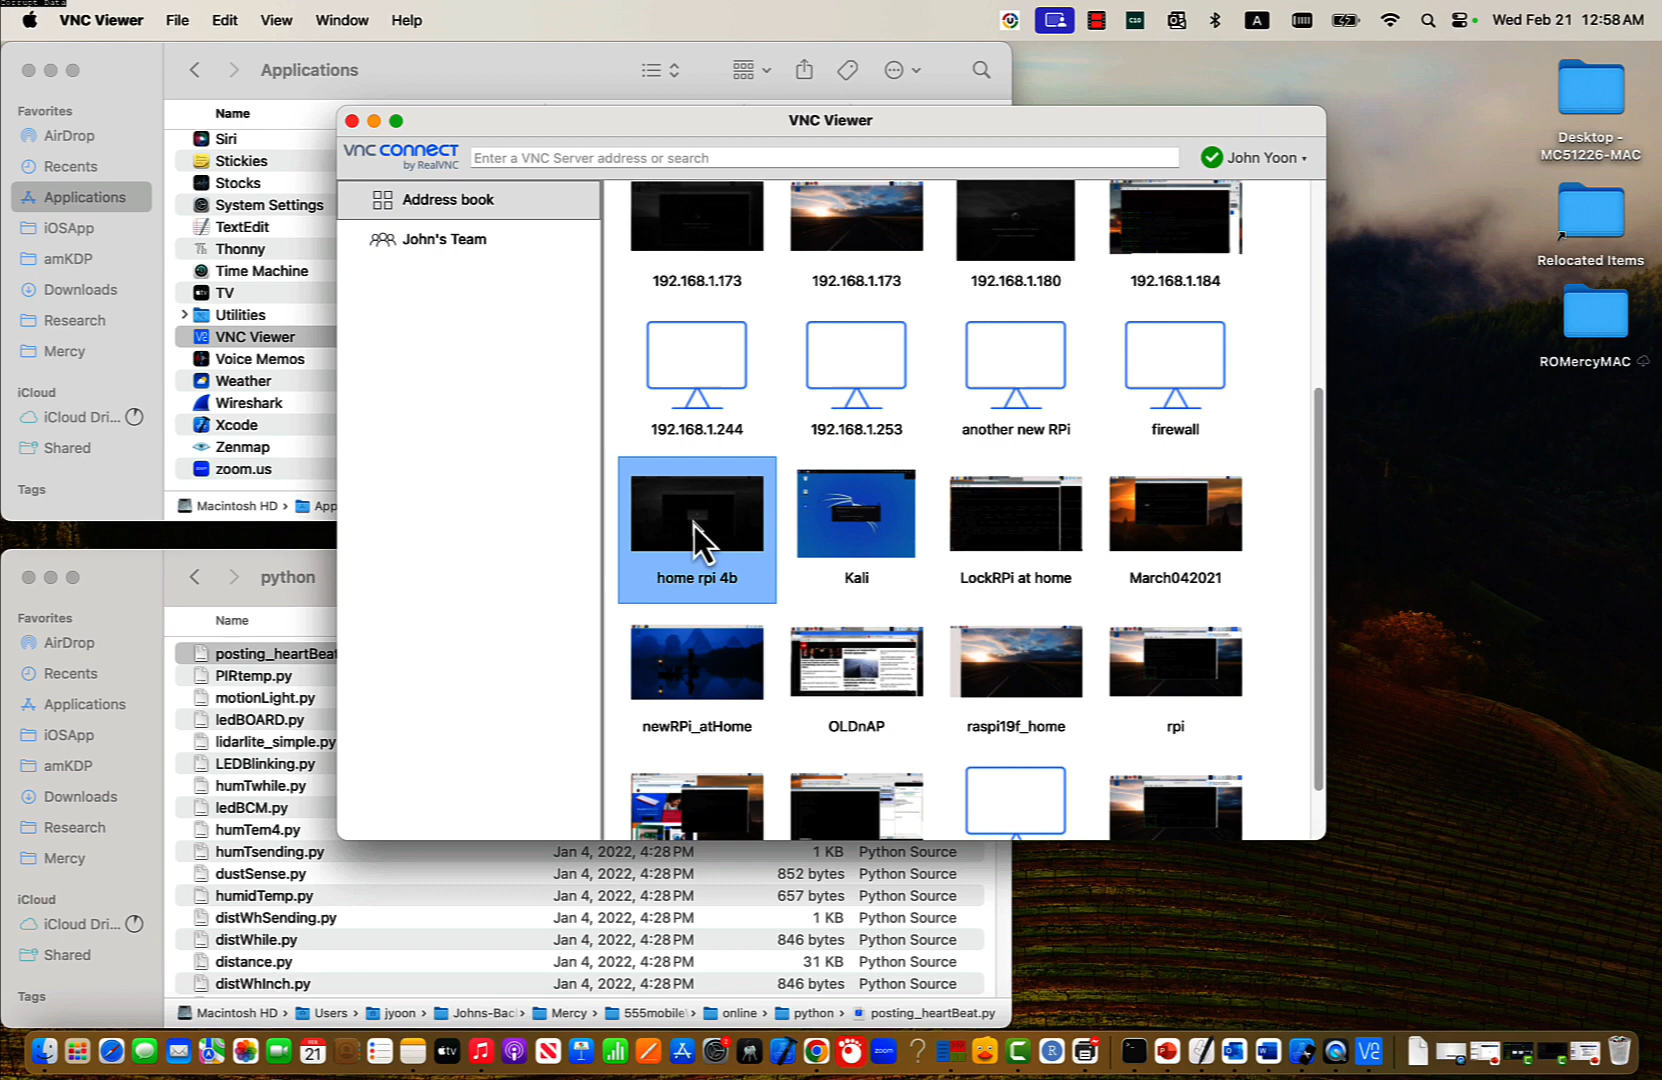 Corrupt Data
VNC Viewer File Edit View Window Help
A
Wed Feb 21 12:58 AM
Applications
Favorites
AirDrop
Recents
Applications
iOSApp
amKDP
Downloads
Research
Mercy
iCloud
iCloud Dri...
Shared
Tags
Name
Siri
Stickies
Stocks
System Settings
TextEdit
Thonny
Time Machine
TV
Utilities
VNC Viewer
Voice Memos
Weather
Wireshark
Xcode
Zenmap
zoom.us
Macintosh HD › App
VNC Viewer
VNC CONNECT
by RealVNC
Enter a VNC Server address or search
John Yoon
Address book
John's Team
192.168.1.173
192.168.1.173
192.168.1.180
192.168.1.184
192.168.1.244
192.168.1.253
another new RPi
firewall
home rpi 4b
Kali
LockRPi at home
March042021
newRPi_atHome
OLDnAP
raspi19f_home
rpi
Desktop -
MC51226-MAC
Relocated Items
ROMercyMAC
python
Favorites
AirDrop
Recents
Applications
iOSApp
amKDP
Downloads
Research
Mercy
iCloud
iCloud Dri...
Shared
Tags
Name
posting_heartBeat
PIRtemp.py
motionLight.py
ledBOARD.py
lidarlite_simple.py
LEDBlinking.py
humTwhile.py
ledBCM.py
humTem4.py
humTsending.py Jan 4, 2022, 4:28 PM 1 KB Python Source
dustSense.py Jan 4, 2022, 4:28 PM 852 bytes Python Source
humidTemp.py Jan 4, 2022, 4:28 PM 657 bytes Python Source
distWhSending.py Jan 4, 2022, 4:28 PM 1 KB Python Source
distWhile.py Jan 4, 2022, 4:28 PM 846 bytes Python Source
distance.py Jan 4, 2022, 4:28 PM 31 KB Python Source
distWhInch.py Jan 4, 2022, 4:28 PM 846 bytes Python Source
Macintosh HD › Users › jyoon › Johns-Bac › Mercy › 555mobile › online › python › posting_heartBeat.py
FEB
21
tv
zoom